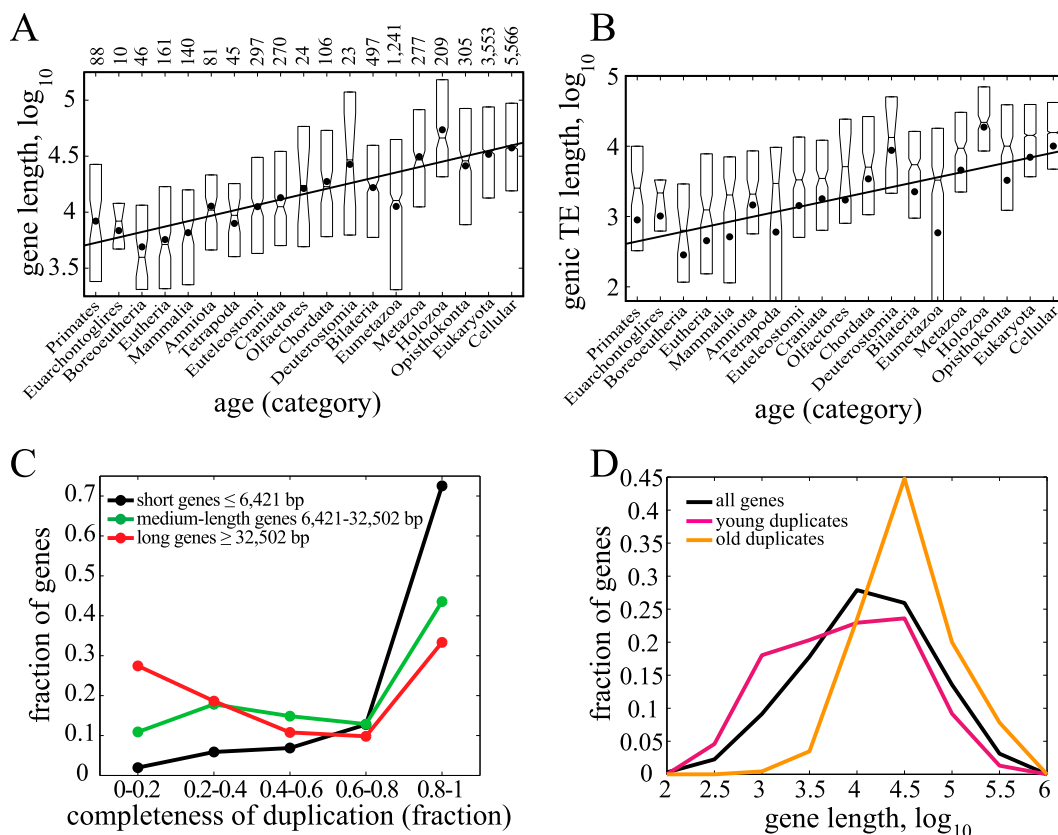 A
88
10
46
161
140
81
45
297
270
24
106
23
497
1,241
277
209
305
3,553
5,566
gene length, log10
5
4.5
4
3.5
Primates
Euarchontoglires
Boreoeutheria
Eutheria
Mammalia
Amniota
Tetrapoda
Euteleostomi
Craniata
Olfactores
Chordata
Deuterostomia
Bilateria
Eumetazoa
Metazoa
Holozoa
Opisthokonta
Eukaryota
Cellular
age (category)
B
genic TE length, log10
5
4
3
2
Primates
Euarchontoglires
Boreoeutheria
Eutheria
Mammalia
Amniota
Tetrapoda
Euteleostomi
Craniata
Olfactores
Chordata
Deuterostomia
Bilateria
Eumetazoa
Metazoa
Holozoa
Opisthokonta
Eukaryota
Cellular
age (category)
C
fraction of genes
0.7
0.6
0.5
0.4
0.3
0.2
0.1
0
short genes ≤ 6,421 bp
medium-length genes 6,421-32,502 bp
long genes ≥ 32,502 bp
0-0.2 0.2-0.4 0.4-0.6 0.6-0.8 0.8-1
completeness of duplication (fraction)
D
fraction of genes
0.45
0.4
0.35
0.3
0.25
0.2
0.15
0.1
0.05
0
all genes
young duplicates
old duplicates
2 2.5 3 3.5 4 4.5 5 5.5 6
gene length, log10